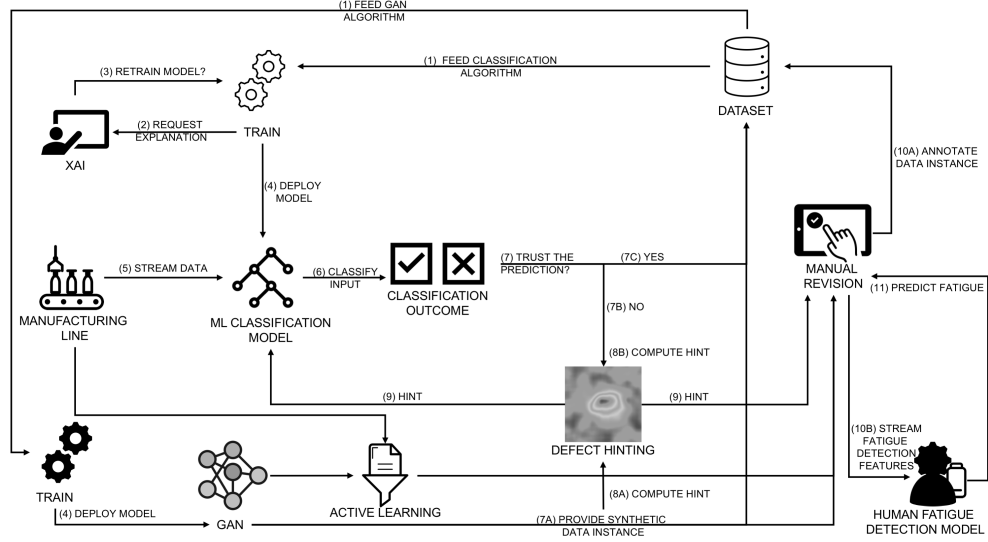 (1) FEED GAN
ALGORITHM
(1) FEED CLASSIFICATION
ALGORITHM
(3) RETRAIN MODEL?
DATASET
(2) REQUEST
EXPLANATION
TRAIN
XAI
(10A) ANNOTATE
DATA INSTANCE
(4) DEPLOY
MODEL
(5) STREAM DATA
(6) CLASSIFY
INPUT
(7) TRUST THE
PREDICTION?
(7C) YES
MANUAL
REVISION
(11) PREDICT FATIGUE
CLASSIFICATION
OUTCOME
MANUFACTURING
LINE
ML CLASSIFICATION
MODEL
(7B) NO
(8B) COMPUTE HINT
(9) HINT
(9) HINT
(10B) STREAM
FATIGUE
DETECTION
FEATURES
DEFECT HINTING
TRAIN
(8A) COMPUTE HINT
ACTIVE LEARNING
(4) DEPLOY MODEL
GAN
(7A) PROVIDE SYNTHETIC
DATA INSTANCE
HUMAN FATIGUE
DETECTION MODEL